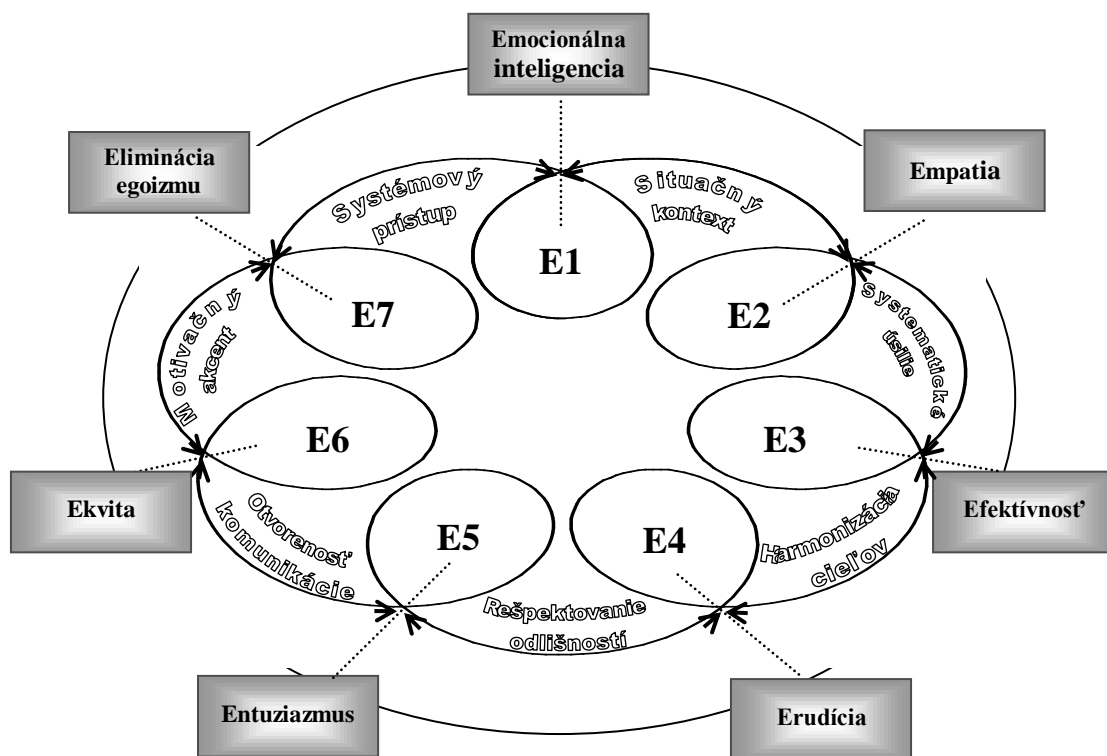 Emocionálna
inteligencia
Eliminácia
egoizmu
Empatia
Systémový
prístup
Situačný
kontext
E1
E7
E2
Motivačný
akcent
Systematické
úsilie
E6
E3
Ekvita
Efektívnosť
Otvorenosť
komunikácie
E5
E4
Harmonizácia
cieľov
Rešpektovanie
odlišností
Entuziazmus
Erudícia